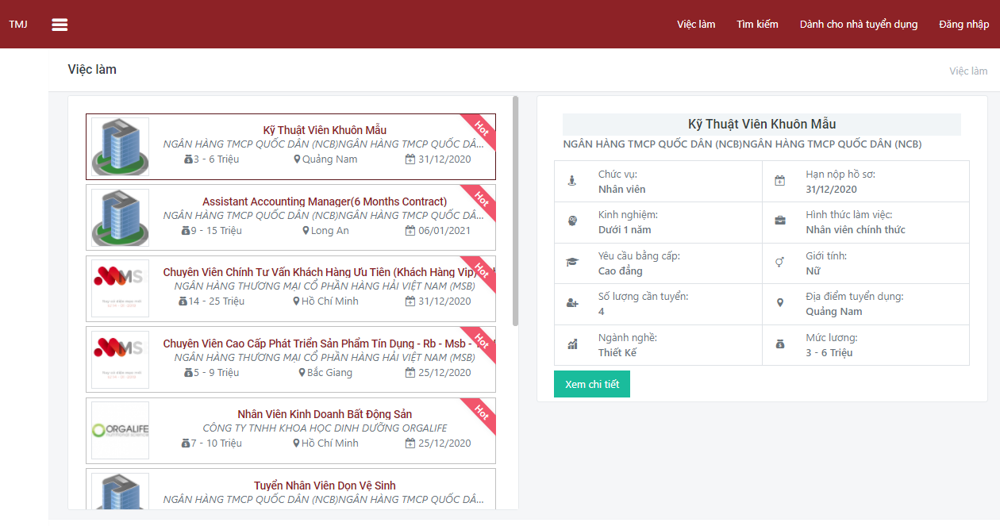 TMJ
Việc làm
Tìm kiếm
Dành cho nhà tuyển dụng
Đăng nhập
Việc làm
Việc làm
Kỹ Thuật Viên Khuôn Mẫu
Hot
NGÂN HÀNG TMCP QUỐC DÂN (NCB)NGÂN HÀNG TMCP QUỐC DÂ...
3 - 6 Triệu
Quảng Nam
31/12/2020
Assistant Accounting Manager(6 Months Contract)
Hot
NGÂN HÀNG TMCP QUỐC DÂN (NCB)NGÂN HÀNG TMCP QUỐC DÂ...
9 - 15 Triệu
Long An
06/01/2021
MS
Chuyên Viên Chính Tư Vấn Khách Hàng Ưu Tiên (Khách Hàng Vip)
Hot
NGÂN HÀNG THƯƠNG MẠI CỔ PHẦN HÀNG HẢI VIỆT NAM (MSB)
14 - 25 Triệu
Hồ Chí Minh
31/12/2020
MS
Chuyên Viên Cao Cấp Phát Triển Sản Phẩm Tín Dụng - Rb - Msb -
Hot
NGÂN HÀNG THƯƠNG MẠI CỔ PHẦN HÀNG HẢI VIỆT NAM (MSB)
5 - 9 Triệu
Bắc Giang
25/12/2020
ORGALIFE
nutritional science
Nhân Viên Kinh Doanh Bất Động Sản
Hot
CÔNG TY TNHH KHOA HỌC DINH DƯỠNG ORGALIFE
7 - 10 Triệu
Hồ Chí Minh
25/12/2020
Tuyển Nhân Viên Dọn Vệ Sinh
NGÂN HÀNG TMCP QUỐC DÂN (NCB)NGÂN HÀNG TMCP QUỐC DÂ...
Kỹ Thuật Viên Khuôn Mẫu
NGÂN HÀNG TMCP QUỐC DÂN (NCB)NGÂN HÀNG TMCP QUỐC DÂN (NCB)
Chức vụ:
Nhân viên
Hạn nộp hồ sơ:
31/12/2020
Kinh nghiệm:
Dưới 1 năm
Hình thức làm việc:
Nhân viên chính thức
Yêu cầu bằng cấp:
Cao đẳng
Giới tính:
Nữ
Số lượng cần tuyển:
4
Địa điểm tuyển dụng:
Quảng Nam
Ngành nghề:
Thiết Kế
Mức lương:
3 - 6 Triệu
Xem chi tiết